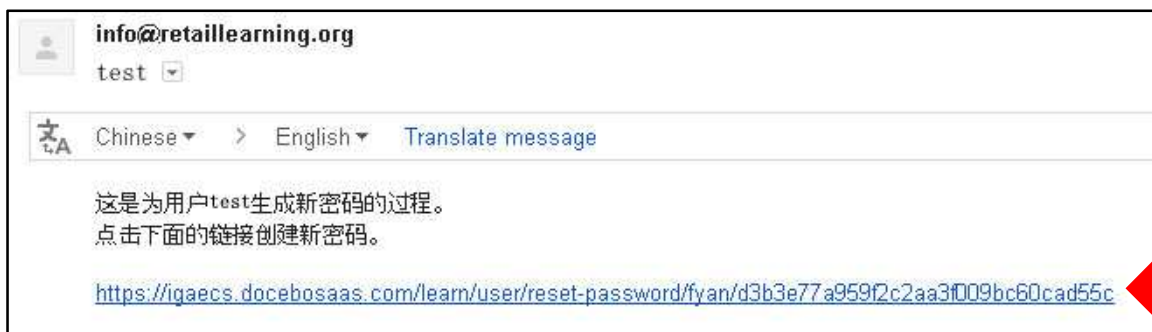 info@retaillearning.org
test
Chinese > English Translate message
这是为用户test生成新密码的过程。
点击下面的链接创建新密码。
https://igaecs.docebosaas.com/learn/user/reset-password/fyan/d3b3e77a959f2c2aa3f009bc60cad55c